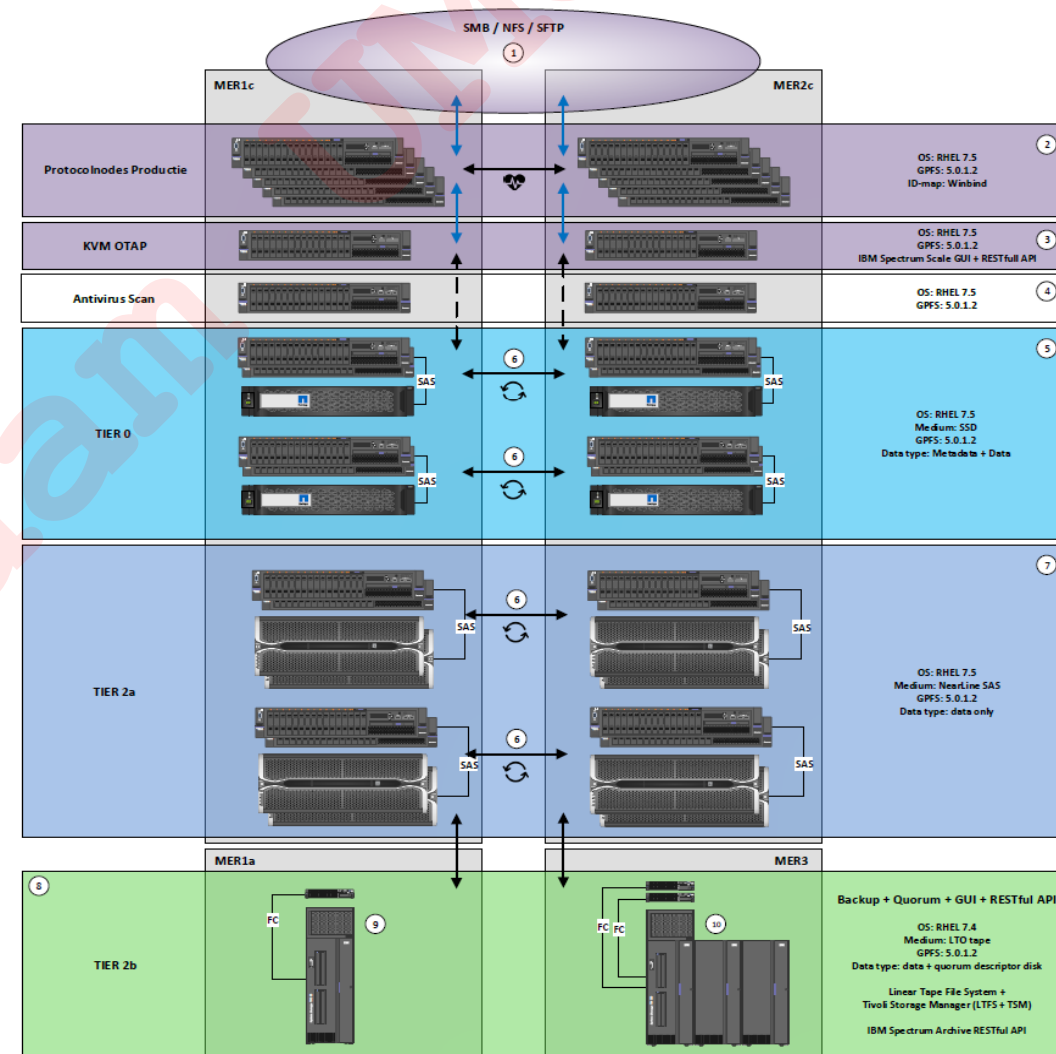 SMB / NFS / SFTP
1
MER1c
MER2c
Protocolnodes Productie
2
OS: RHEL 7.5
GPFS: 5.0.1.2
ID-map: Winbind
KVM OTAP
3
OS: RHEL 7.5
GPFS: 5.0.1.2
IBM Spectrum Scale GUI + RESTfull API
Antivirus Scan
4
OS: RHEL 7.5
GPFS: 5.0.1.2
TIER 0
5
6
SAS
SAS
6
SAS
SAS
OS: RHEL 7.5
Medium: SSD
GPFS: 5.0.1.2
Data type: Metadata + Data
TIER 2a
7
6
SAS
SAS
6
SAS
SAS
OS: RHEL 7.5
Medium: NearLine SAS
GPFS: 5.0.1.2
Data type: data only
MER1a
MER3
8
TIER 2b
FC
9
FC
FC
10
Backup + Quorum + GUI + RESTful API
OS: RHEL 7.4
Medium: LTO tape
GPFS: 5.0.1.2
Data type: data + quorum descriptor disk
Linear Tape File System +
Tivoli Storage Manager (LTFS + TSM)
IBM Spectrum Archive RESTful API